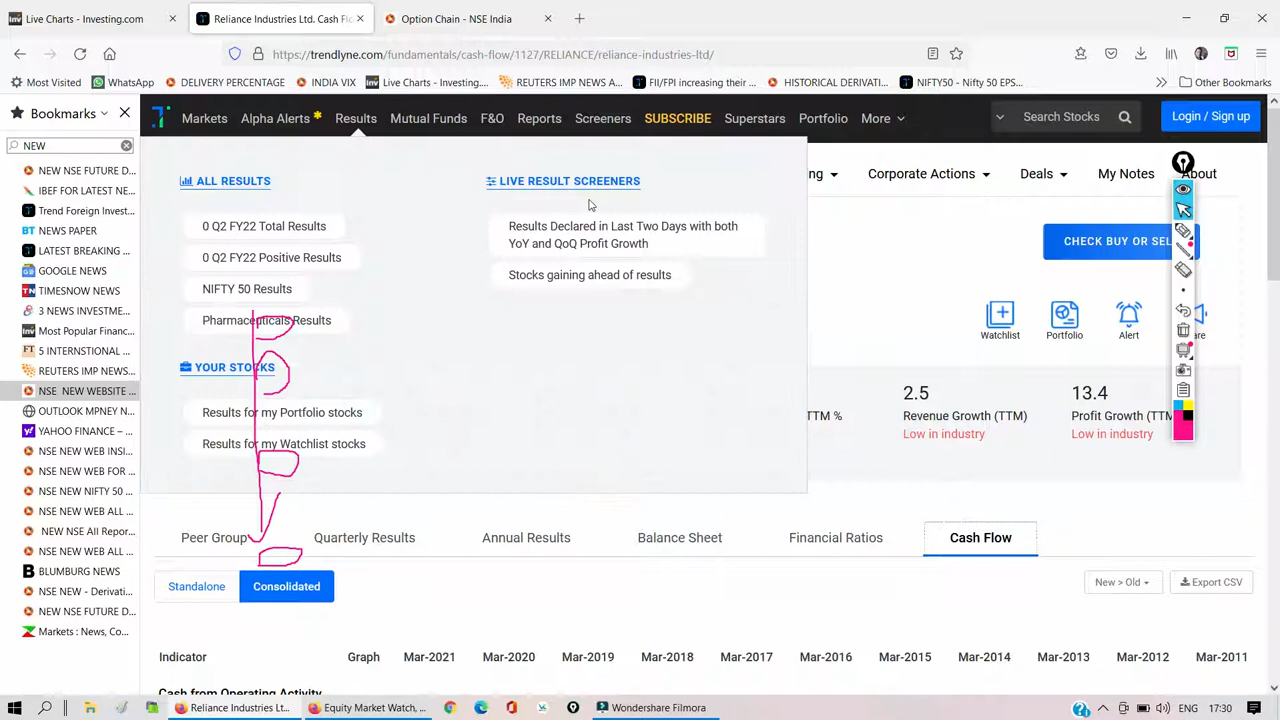 Live Charts - Investing.com
Reliance Industries Ltd. Cash F
Option Chain - NSE India
https://trendlyne.com/fundamentals/cash-flow/1127/RELIANCE/reliance-industries-ltd/
Most Visited
WhatsApp
DELIVERY PERCENTAGE
INDIA VIX
Live Charts - Investing...
REUTERS IMP NEWS A...
FII/FPI increasing their ...
HISTORICAL DERIVATI...
NIFTY50 - Nifty 50 EPS...
Other Bookmarks
Bookmarks
NEW
NEW NSE FUTURE D...
IBEF FOR LATEST NE...
Trend Foreign Invest...
BT NEWS PAPER
LATEST BREAKING ...
GOOGLE NEWS
TN TIMESNOW NEWS
3 NEWS INVESTME...
Inv Most Popular Financ...
FT 5 INTERNSTIONAL ...
REUTERS IMP NEWS...
NSE NEW WEBSITE ...
OUTLOOK MPNEY N...
YAHOO FINANCE – ...
NSE NEW WEB INSI...
NSE NEW WEB FOR ...
NSE NEW NIFTY 50 ...
NSE NEW WEB ALL ...
NEW NSE All Repor...
NSE NEW WEB ALL ...
B BLUMBURG NEWS
NSE NEW - Derivati...
NEW NSE FUTURE D...
Markets : News, Co...
Markets
Alpha Alerts
Results
Mutual Funds
F&O
Reports
Screeners
SUBSCRIBE
Superstars
Portfolio
More
Search Stocks
Login / Sign up
ALL RESULTS
0 Q2 FY22 Total Results
0 Q2 FY22 Positive Results
NIFTY 50 Results
Pharmaceuticals Results
YOUR STOCKS
Results for my Portfolio stocks
Results for my Watchlist stocks
LIVE RESULT SCREENERS
Results Declared in Last Two Days with both
YoY and QoQ Profit Growth
Stocks gaining ahead of results
ng
Corporate Actions
Deals
My Notes
About
CHECK BUY OR SEL
Watchlist
Portfolio
Alert
are
TTM %
2.5
Revenue Growth (TTM)
Low in industry
13.4
Profit Growth (TTM
Low in industry
Peer Group
Quarterly Results
Annual Results
Balance Sheet
Financial Ratios
Cash Flow
Standalone
Consolidated
New > Old
Export CSV
Indicator
Graph
Mar-2021
Mar-2020
Mar-2019
Mar-2018
Mar-2017
Mar-2016
Mar-2015
Mar-2014
Mar-2013
Mar-2012
Mar-2011
Cash from Operating Activity
Reliance Industries Lt...
Equity Market Watch, ...
Wondershare Filmora
ENG
17:30